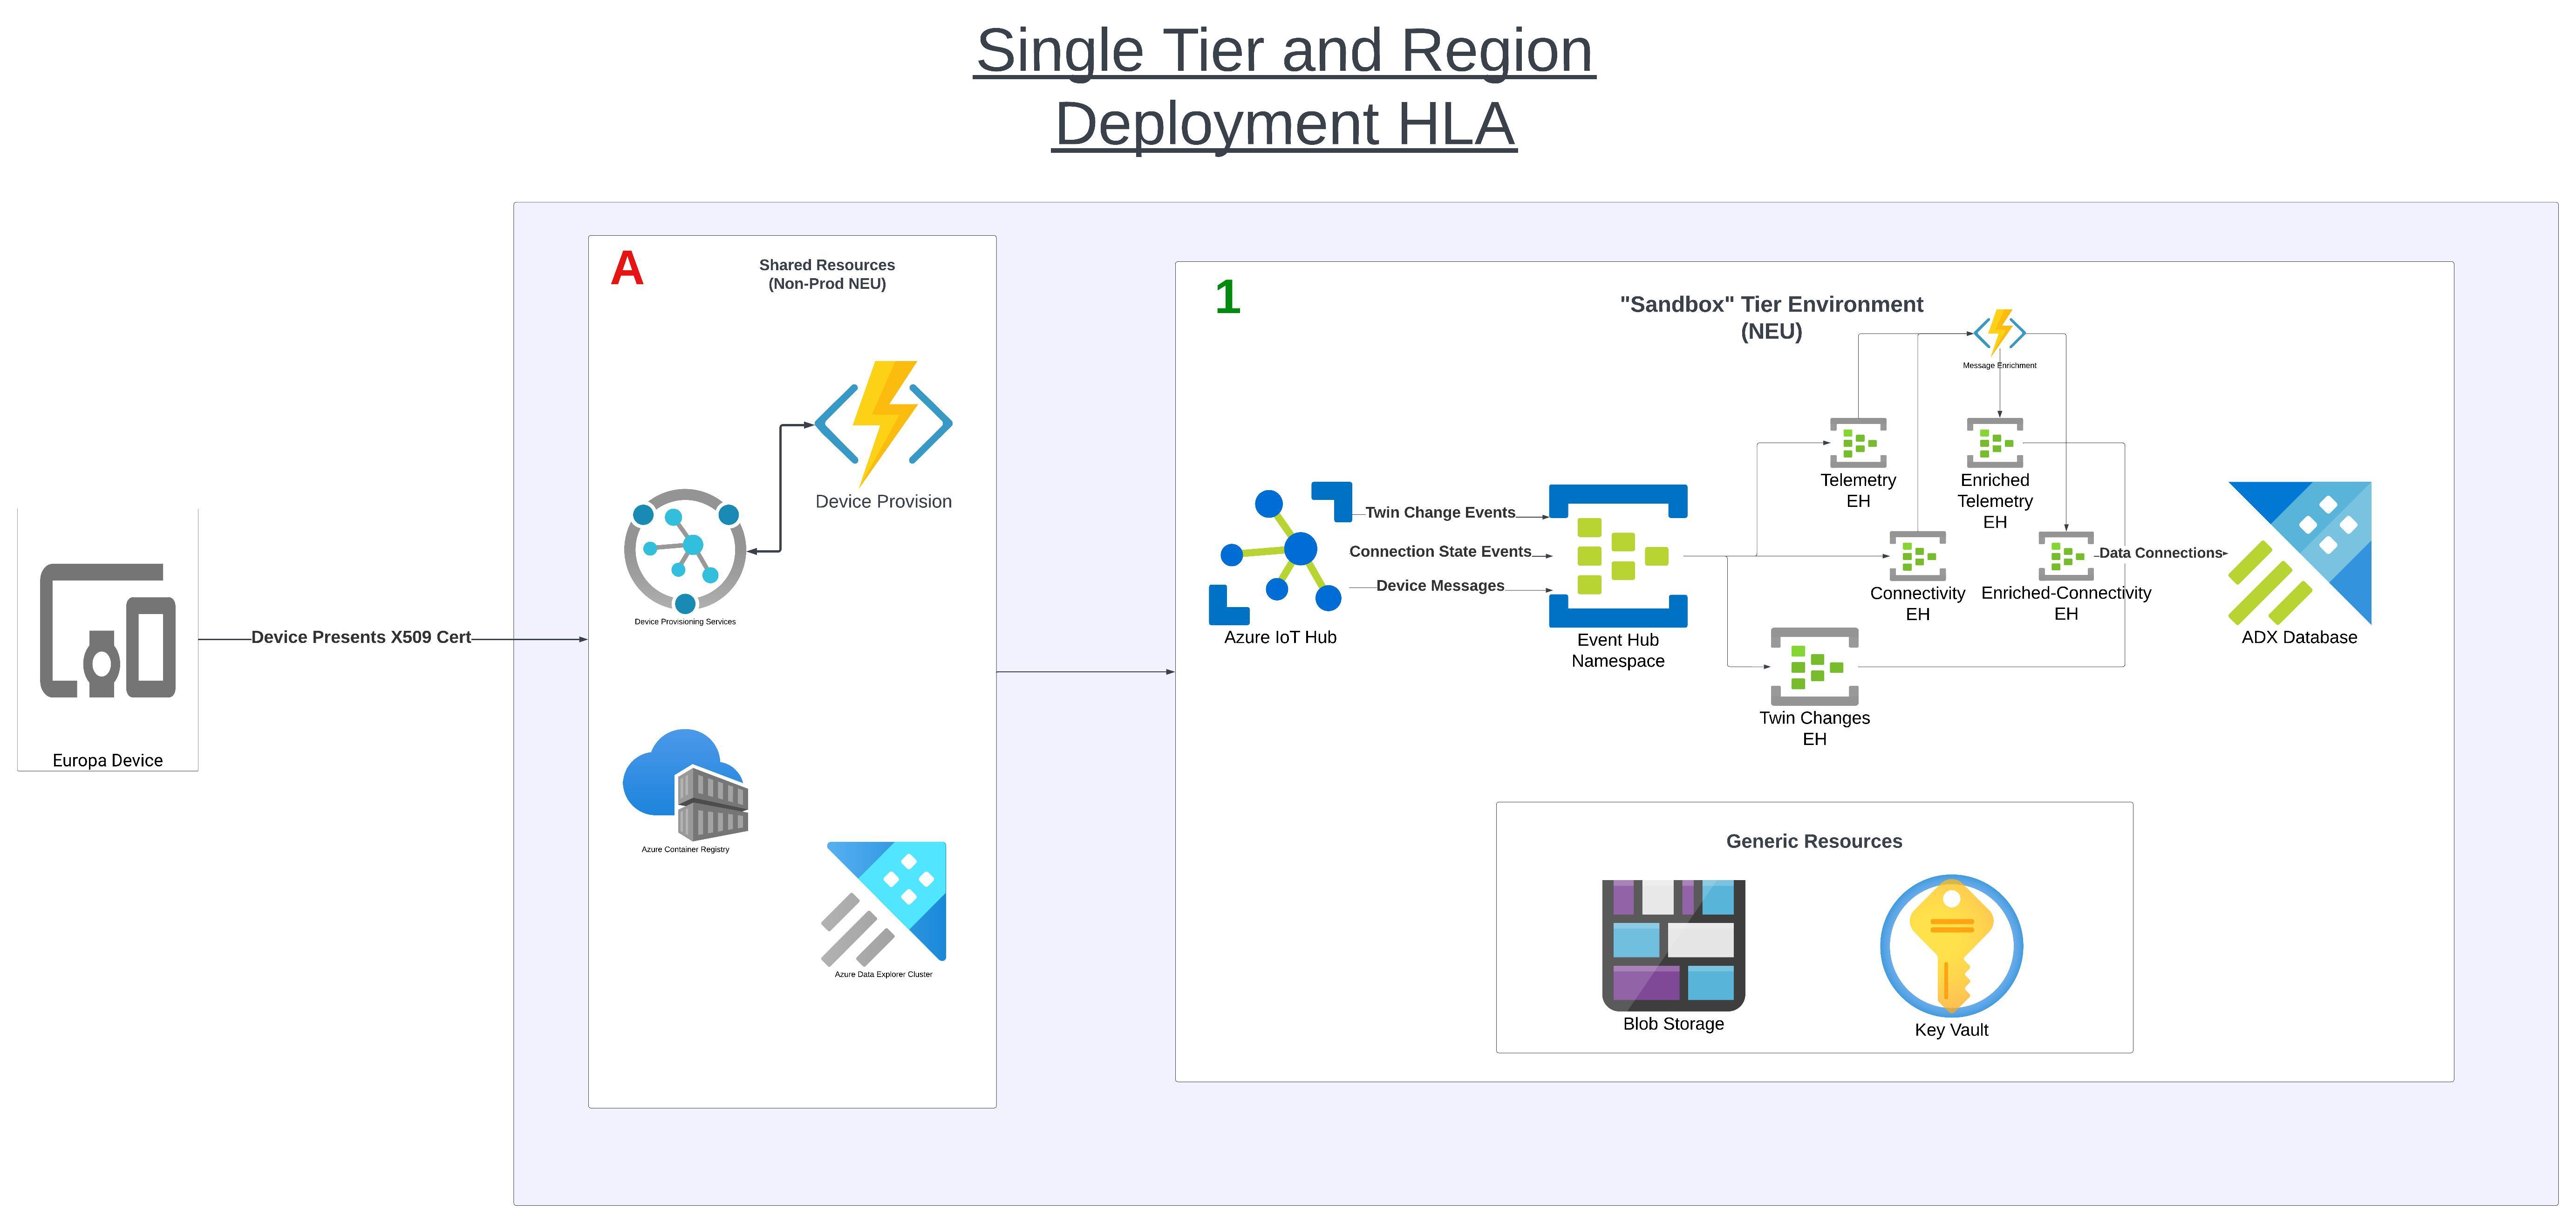 Single Tier and Region
Deployment HLA
A
Shared Resources
(Non-Prod NEU)
Device Provision
Device Provisioning Services
Azure Container Registry
Azure Data Explorer Cluster
Europa Device
Device Presents X509 Cert
1
"Sandbox" Tier Environment
(NEU)
Message Enrichment
Telemetry
EH
Enriched
Telemetry
EH
Azure IoT Hub
Twin Change Events
Connection State Events
Device Messages
Event Hub
Namespace
Connectivity
EH
Enriched-Connectivity
EH
Data Connections
ADX Database
Twin Changes
EH
Generic Resources
Blob Storage
Key Vault